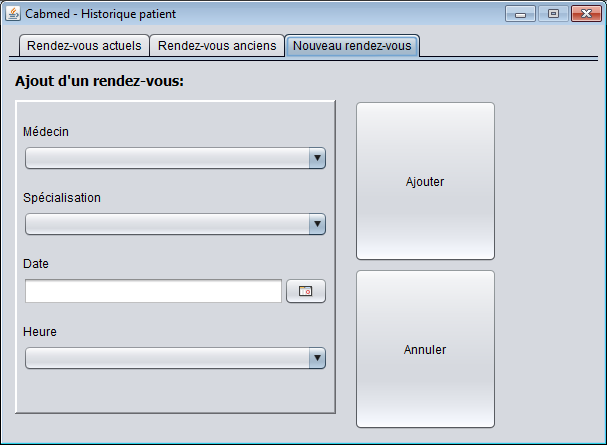 Cabmed - Historique patient
Rendez-vous actuels Rendez-vous anciens Nouveau rendez-vous
Ajout d'un rendez-vous:
Médecin
Spécialisation
Date
Heure
Ajouter
Annuler